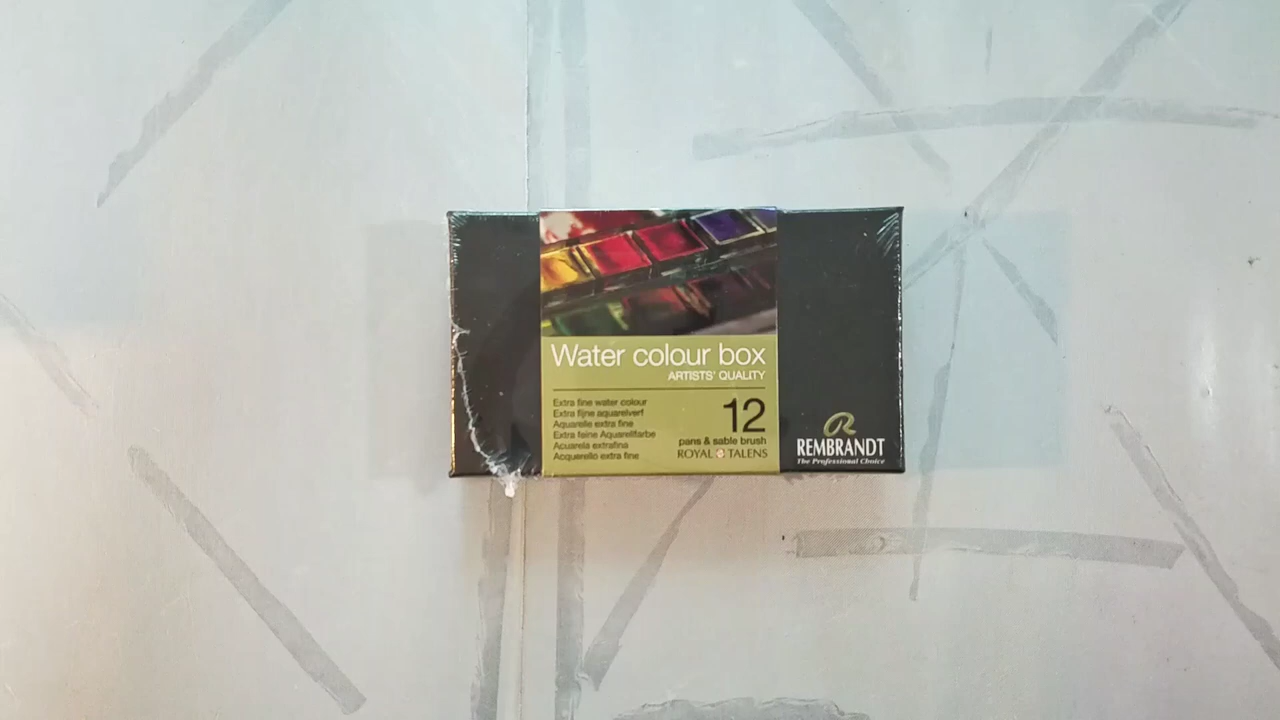 Water colour box
ARTISTS' QUALITY
Extra fine water colour
Extra fijne aquarelverf
Aquarelle extra fine
Extra feine Aquarellfarbe
Acuarela extrafina
Acquerello extra fine
12
pans & sable brush
ROYAL TALENS
REMBRANDT
The Professional Choice